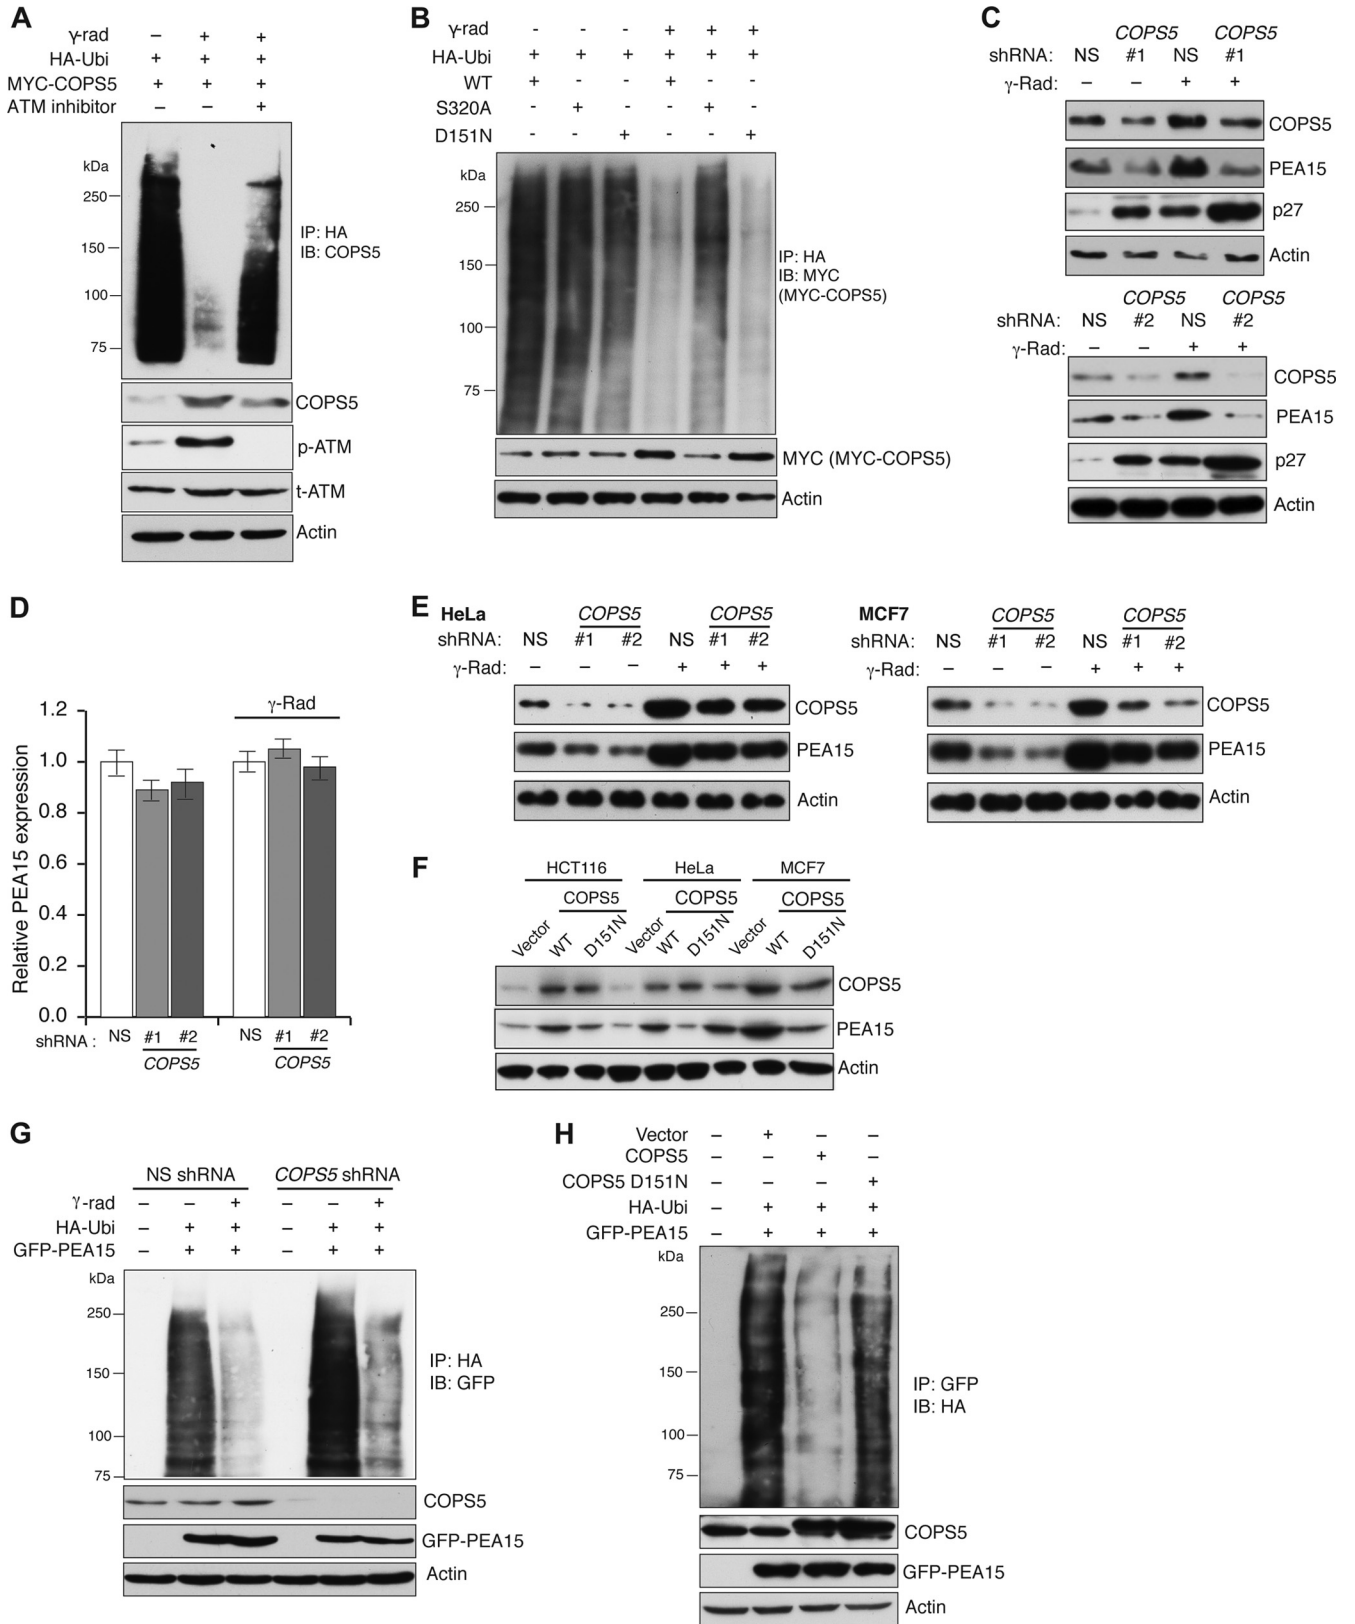 A
γ-rad – + +
HA-Ubi + + +
MYC-COPS5 + + +
ATM inhibitor – – +
kDa
250
150
100
75
IP: HA
IB: COPS5
COPS5
p-ATM
t-ATM
Actin
B
γ-rad - - - + + +
HA-Ubi + + + + + +
WT + - - + - -
S320A - + - - + -
D151N - - + - - +
kDa
250
150
100
75
IP: HA
IB: MYC
(MYC-COPS5)
MYC (MYC-COPS5)
Actin
C
COPS5 COPS5
shRNA: NS #1 NS #1
γ-Rad: – – + +
COPS5
PEA15
p27
Actin
COPS5 COPS5
shRNA: NS #2 NS #2
γ-Rad: – – + +
COPS5
PEA15
p27
Actin
D
Relative PEA15 expression
γ-Rad
1.2
1.0
0.8
0.6
0.4
0.2
0.0
shRNA : NS #1 #2 NS #1 #2
COPS5 COPS5
E
HeLa COPS5 COPS5
shRNA: NS #1 #2 NS #1 #2
γ-Rad: – – – + + +
COPS5
PEA15
Actin
MCF7 COPS5 COPS5
shRNA: NS #1 #2 NS #1 #2
γ-Rad: – – – + + +
COPS5
PEA15
Actin
F
HCT116 HeLa MCF7
COPS5 COPS5 COPS5
Vector WT D151N Vector WT D151N Vector WT D151N
COPS5
PEA15
Actin
G
NS shRNA COPS5 shRNA
γ-rad – – + – – +
HA-Ubi – + + – + +
GFP-PEA15 – + + – + +
kDa
250
150
100
75
IP: HA
IB: GFP
COPS5
GFP-PEA15
Actin
H
Vector – + – –
COPS5 – – + –
COPS5 D151N – – – +
HA-Ubi – + + +
GFP-PEA15 – + + +
kDa
250
150
100
75
IP: GFP
IB: HA
COPS5
GFP-PEA15
Actin